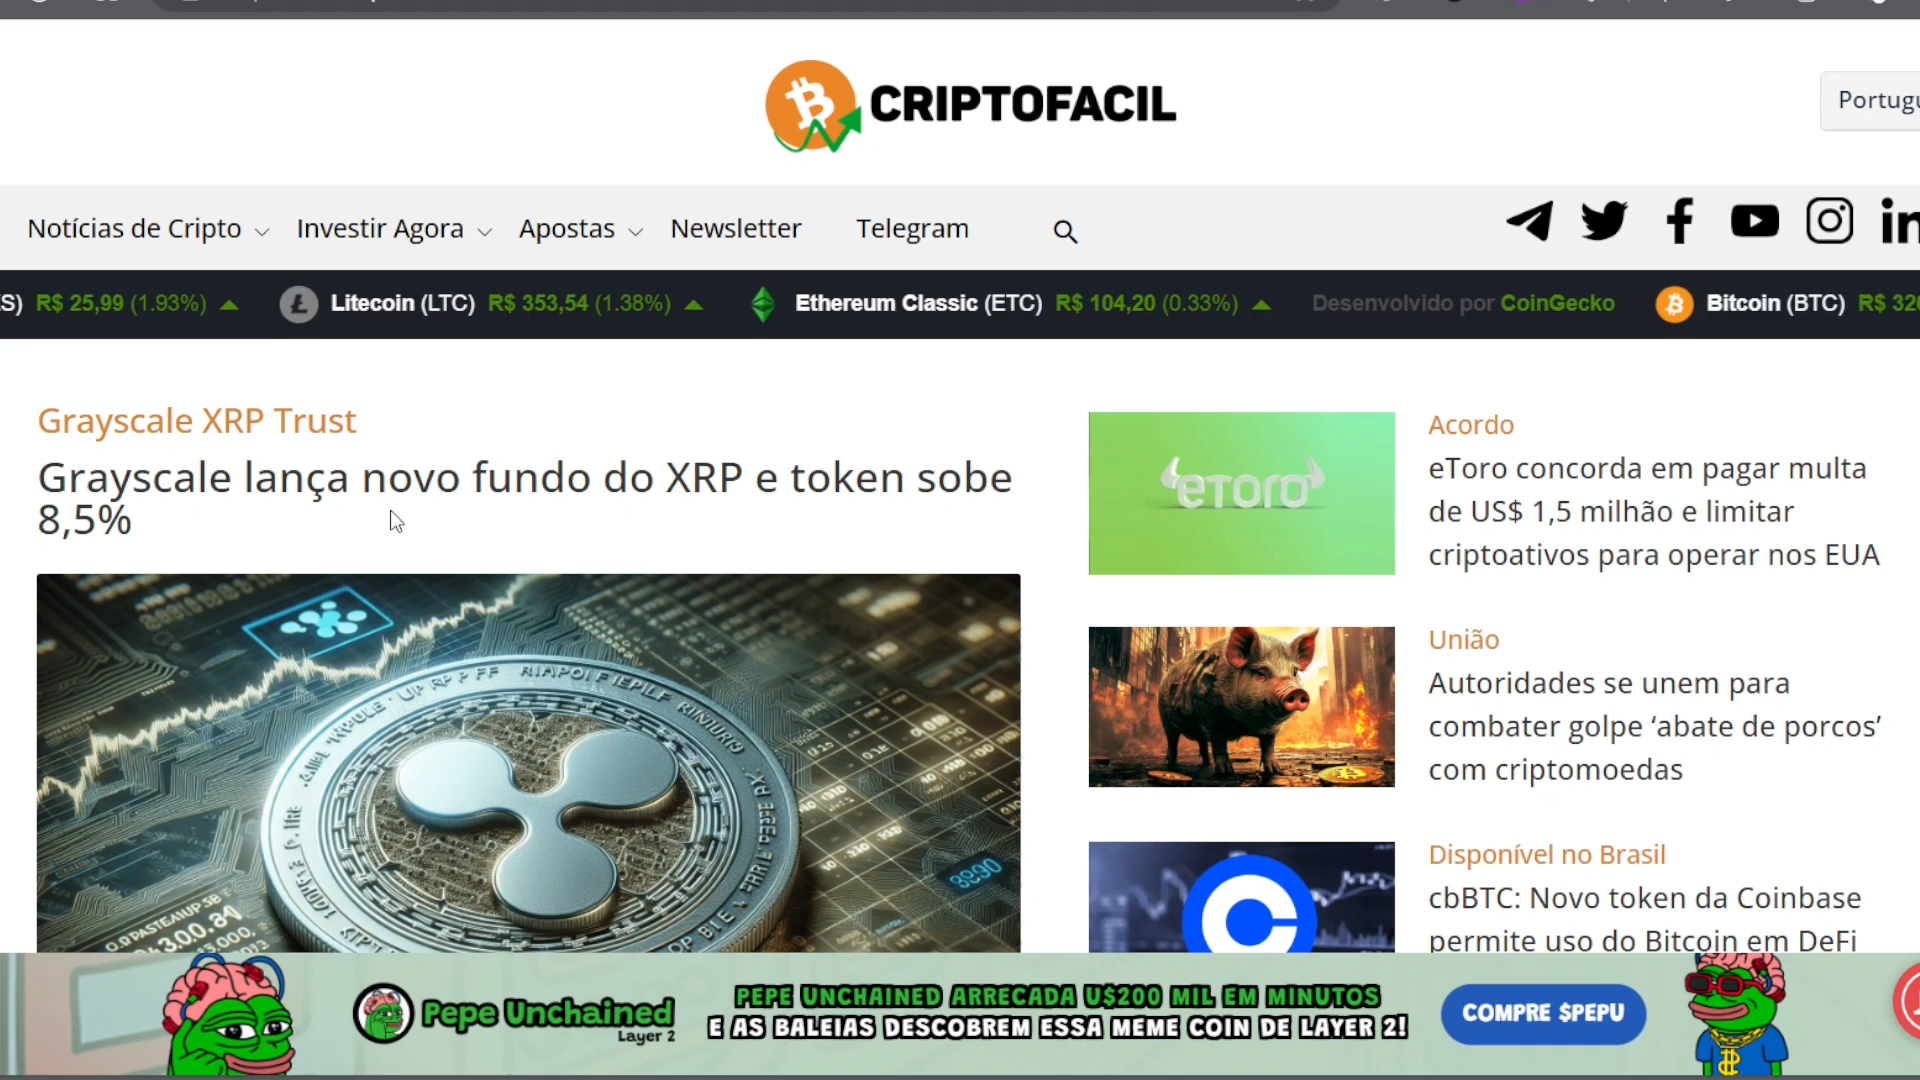 CRIPTOFACIL
Portugu
Notícias de Cripto
Investir Agora
Apostas
Newsletter
Telegram
S) R$ 25,99 (1.93%)
Litecoin (LTC) R$ 353,54 (1.38%)
Ethereum Classic (ETC) R$ 104,20 (0.33%)
Desenvolvido por CoinGecko
Bitcoin (BTC) R$ 320
Grayscale XRP Trust
Grayscale lança novo fundo do XRP e token sobe
8,5%
eToro
Acordo
eToro concorda em pagar multa
de US$ 1,5 milhão e limitar
criptoativos para operar nos EUA
União
Autoridades se unem para
combater golpe ‘abate de porcos’
com criptomoedas
Disponível no Brasil
cbBTC: Novo token da Coinbase
permite uso do Bitcoin em DeFi
Pepe Unchained
Layer 2
PEPE UNCHAINED ARRECADA U$200 MIL EM MINUTOS
E AS BALEIAS DESCOBREM ESSA MEME COIN DE LAYER 2!
COMPRE $PEPU